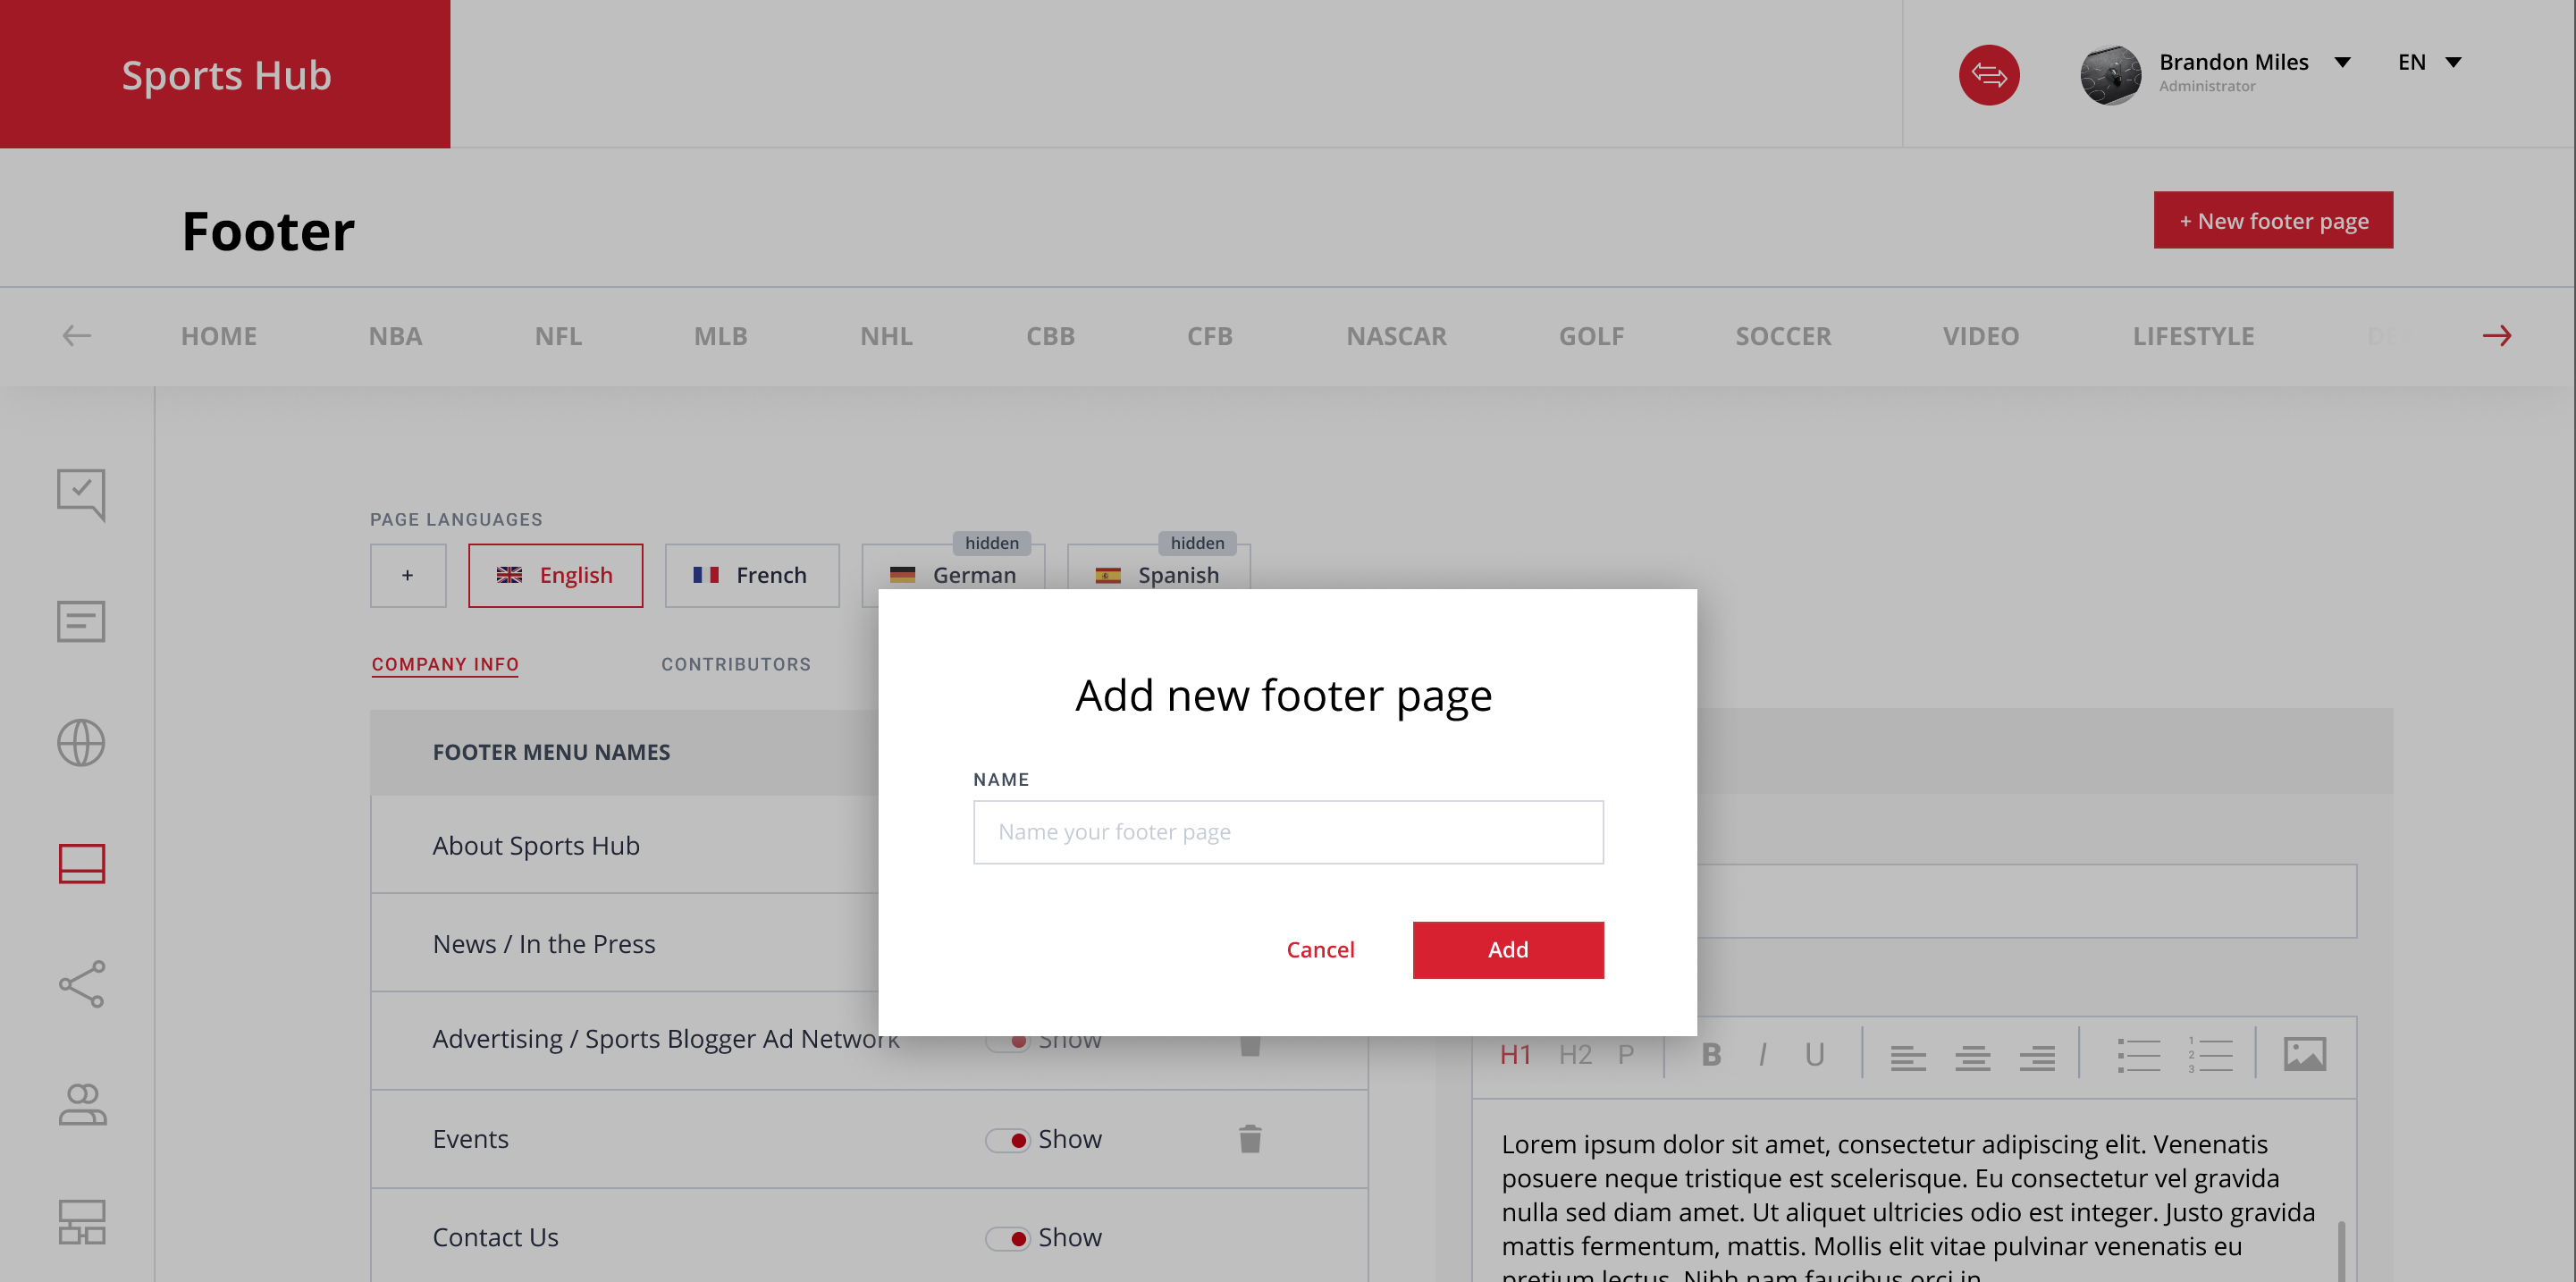 Sports Hub
Brandon Miles
Administrator
EN
Footer
+ New footer page
HOME NBA NFL MLB NHL CBB CFB NASCAR GOLF SOCCER VIDEO LIFESTYLE
PAGE LANGUAGES
hidden hidden
+ English French German Spanish
COMPANY INFO CONTRIBUTORS
Add new footer page
FOOTER MENU NAMES
NAME
Name your footer page
About Sports Hub
News / In the Press
Cancel Add
Advertising / Sports Blogger Ad Network Show
H1 H2 P B I U 1 2 3
Events Show
Contact Us Show
Lorem ipsum dolor sit amet, consectetur adipiscing elit. Venenatis
posuere neque tristique est scelerisque. Eu consectetur vel gravida
nulla sed diam amet. Ut aliquet ultricies odio est integer. Justo gravida
mattis fermentum, mattis. Mollis elit vitae pulvinar venenatis eu
pretium lectus. Nibh nam faucibus orci in